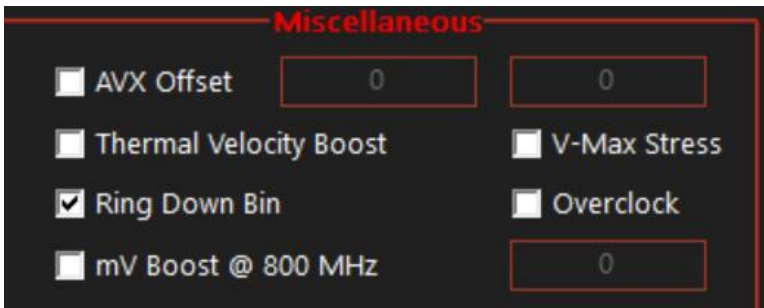 Miscellaneous
AVX Offset 0 0
Thermal Velocity Boost V-Max Stress
Ring Down Bin Overclock
mV Boost @ 800 MHz 0